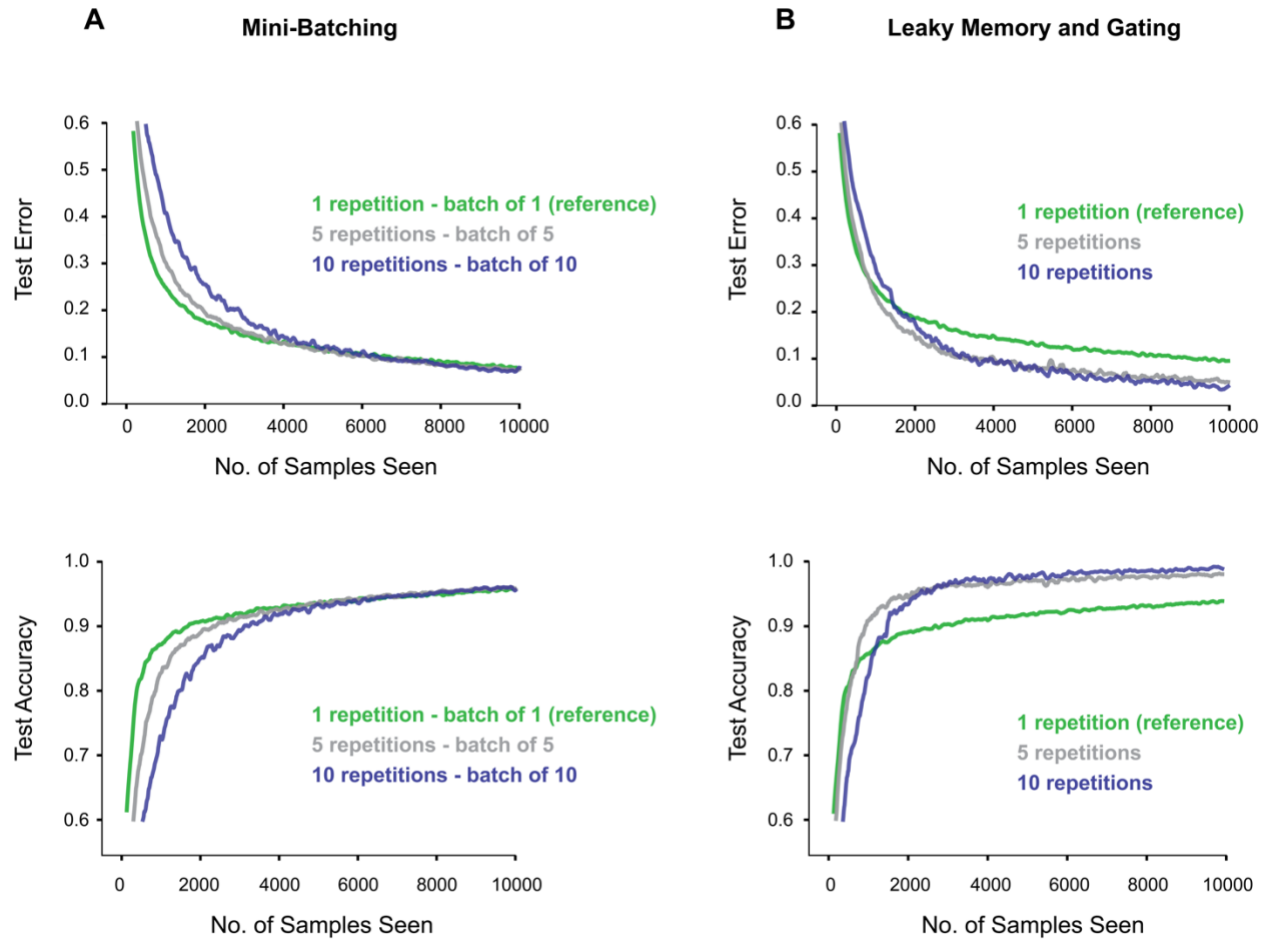 A
Mini-Batching
0.6
0.5
0.4
0.3
0.2
0.1
0.0
Test Error
1 repetition - batch of 1 (reference)
5 repetitions - batch of 5
10 repetitions - batch of 10
0 2000 4000 6000 8000 10000
No. of Samples Seen
1.0
0.9
0.8
0.7
0.6
Test Accuracy
1 repetition - batch of 1 (reference)
5 repetitions - batch of 5
10 repetitions - batch of 10
0 2000 4000 6000 8000 10000
No. of Samples Seen
B
Leaky Memory and Gating
0.6
0.5
0.4
0.3
0.2
0.1
0.0
Test Error
1 repetition (reference)
5 repetitions
10 repetitions
0 2000 4000 6000 8000 10000
No. of Samples Seen
1.0
0.9
0.8
0.7
0.6
Test Accuracy
1 repetition (reference)
5 repetitions
10 repetitions
0 2000 4000 6000 8000 10000
No. of Samples Seen